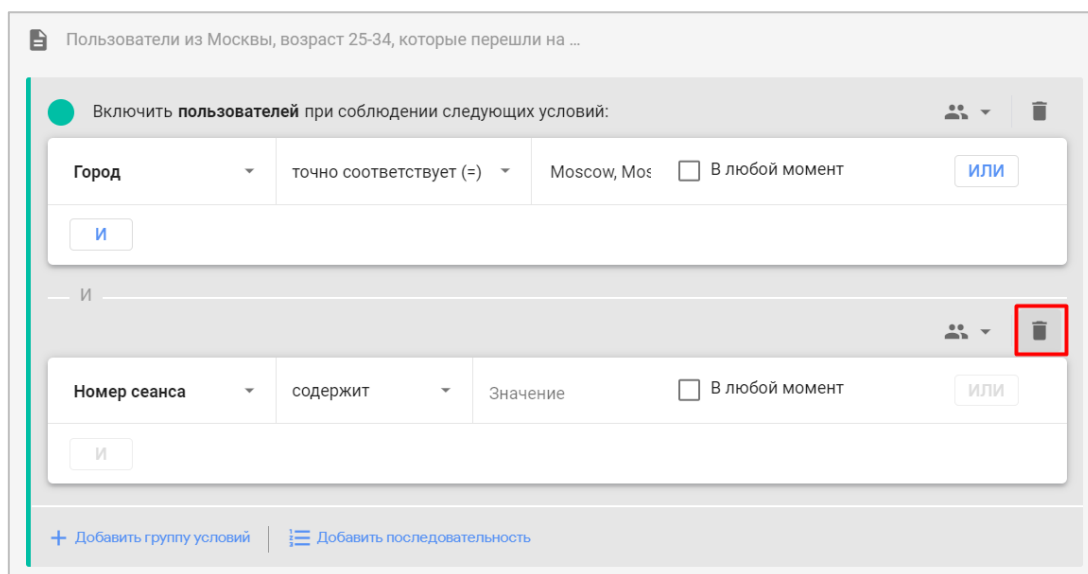 Пользователи из Москвы, возраст 25-34, которые перешли на ...
Включить пользователей при соблюдении следующих условий:
Город точно соответствует (=) Moscow, Mos В любой момент ИЛИ
И
И
Номер сеанса содержит Значение В любой момент ИЛИ
И
Добавить группу условий Добавить последовательность